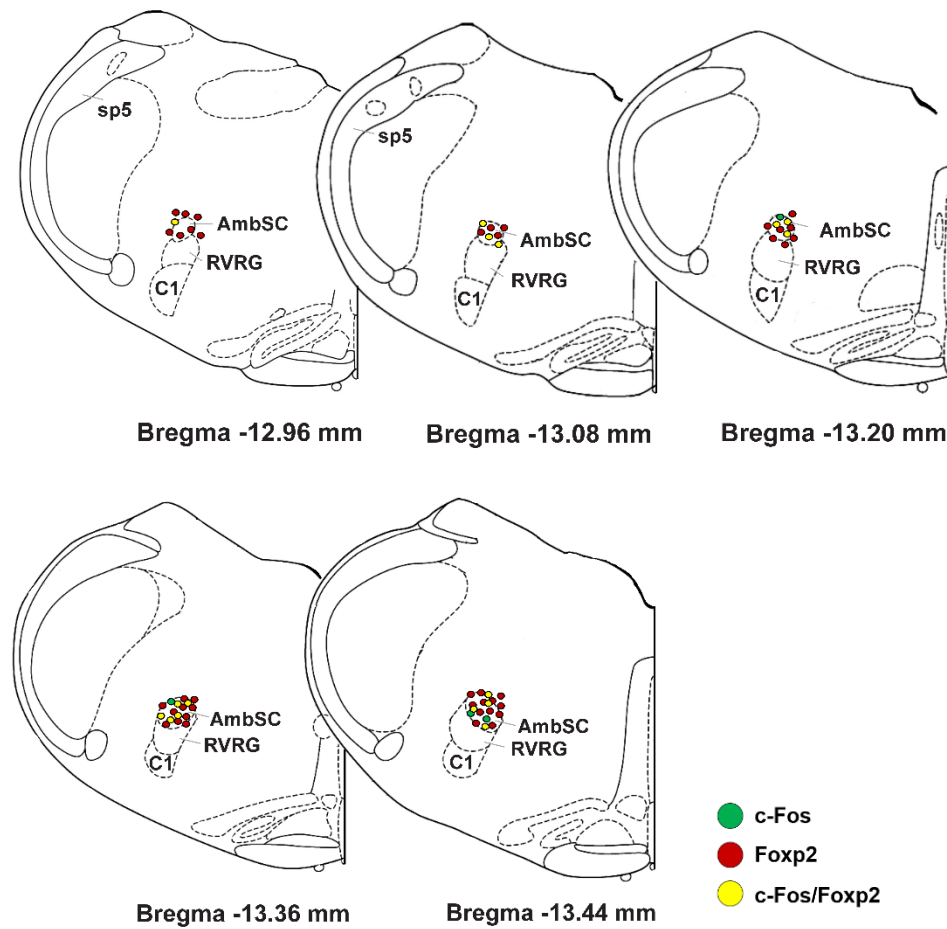 sp5
AmbSC
RVRG
C1
Bregma -12.96 mm
sp5
AmbSC
RVRG
C1
Bregma -13.08 mm
AmbSC
RVRG
C1
Bregma -13.20 mm
AmbSC
RVRG
C1
Bregma -13.36 mm
AmbSC
RVRG
C1
Bregma -13.44 mm
c-Fos
Foxp2
c-Fos/Foxp2